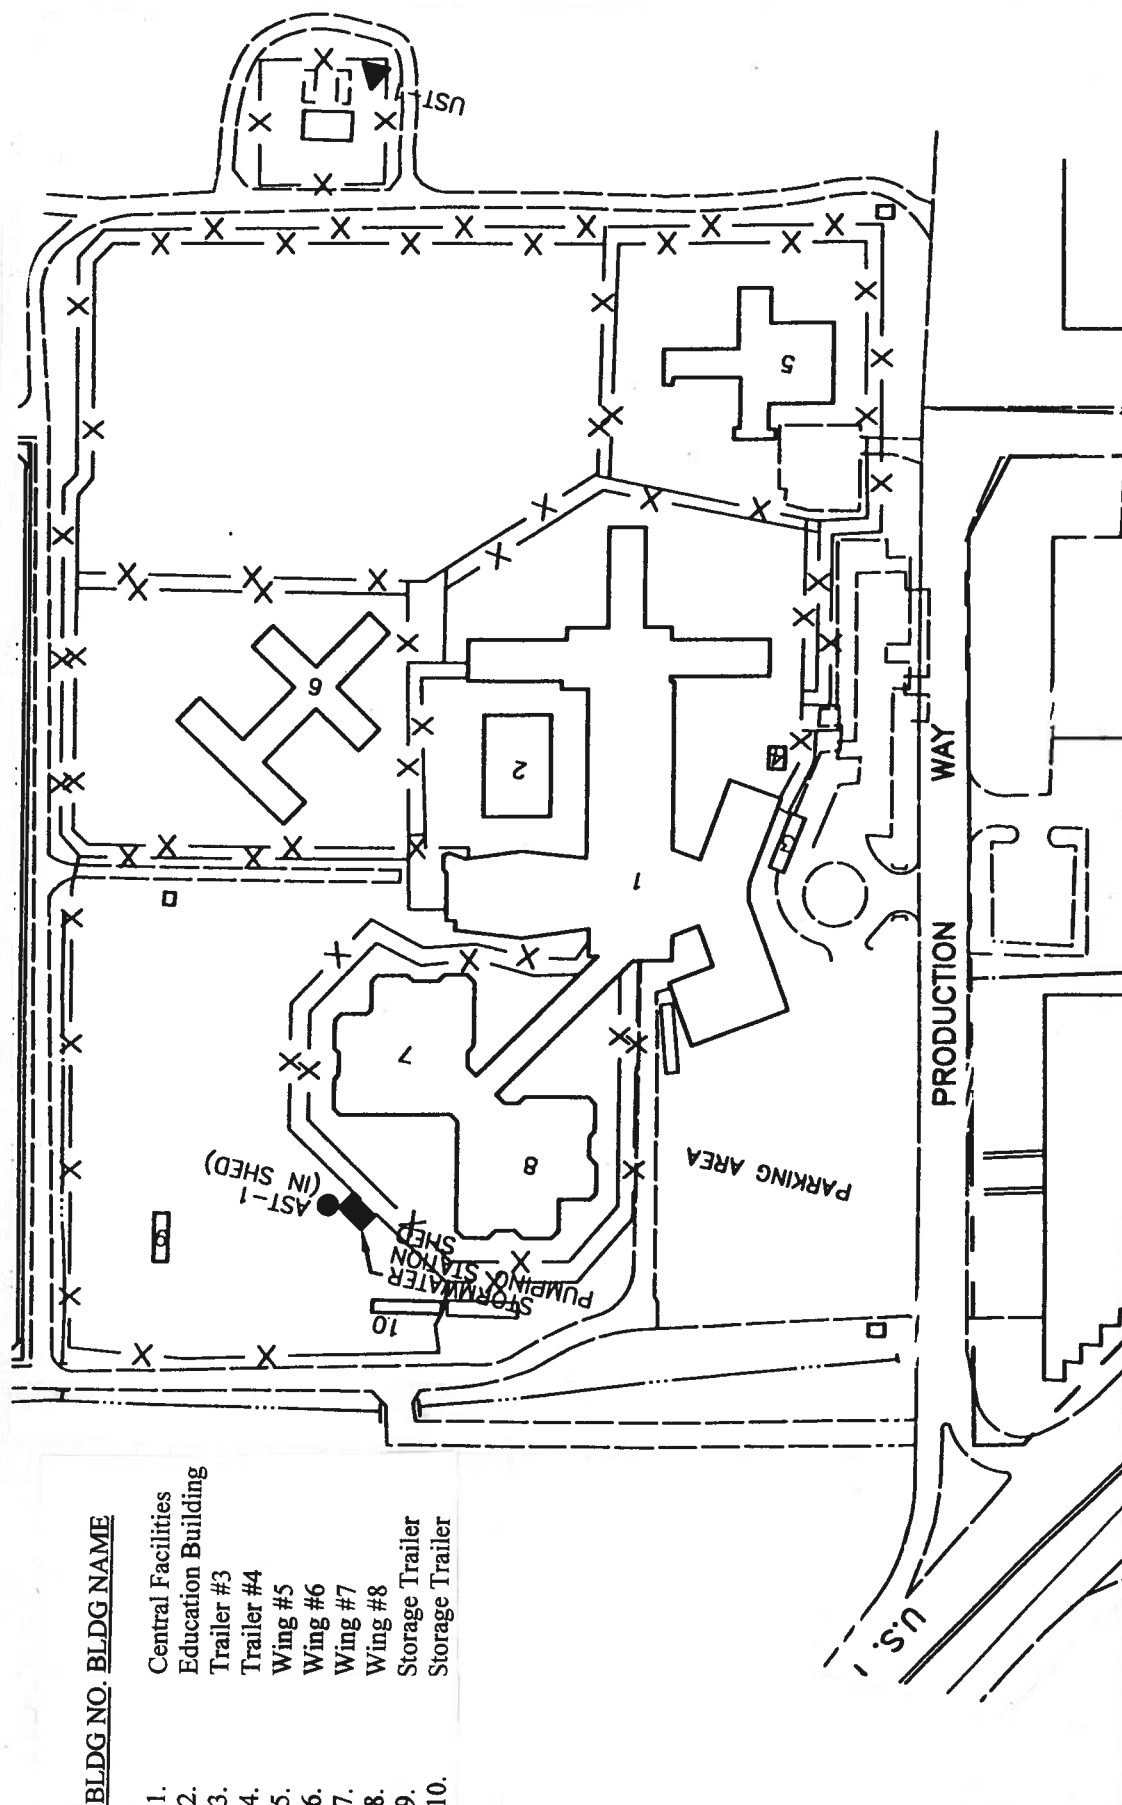 BLDG NO. BLDG NAME
1. Central Facilities
2. Education Building
3. Trailer #3
4. Trailer #4
5. Wing #5
6. Wing #6
7. Wing #7
8. Wing #8
9. Storage Trailer
10. Storage Trailer
UST-1
5
6
2
4
3
1
7
8
AST-1
(IN SHED)
9
STORMWATER
PUMPING STATION
SHED
10
PARKING AREA
PRODUCTION WAY
U.S. 1